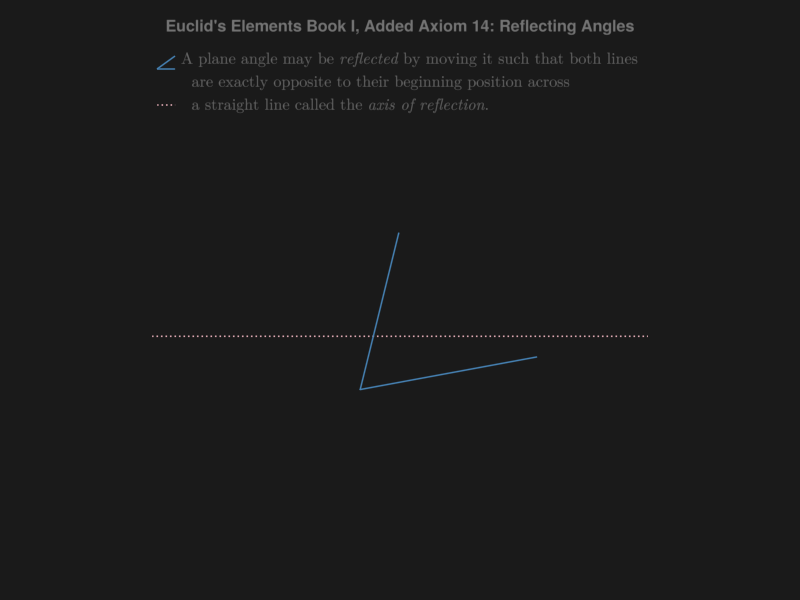 Euclid's Elements Book I, Added Axiom 14: Reflecting Angles
A plane angle may be reflected by moving it such that both lines
are exactly opposite to their beginning position across
a straight line called the axis of reflection.